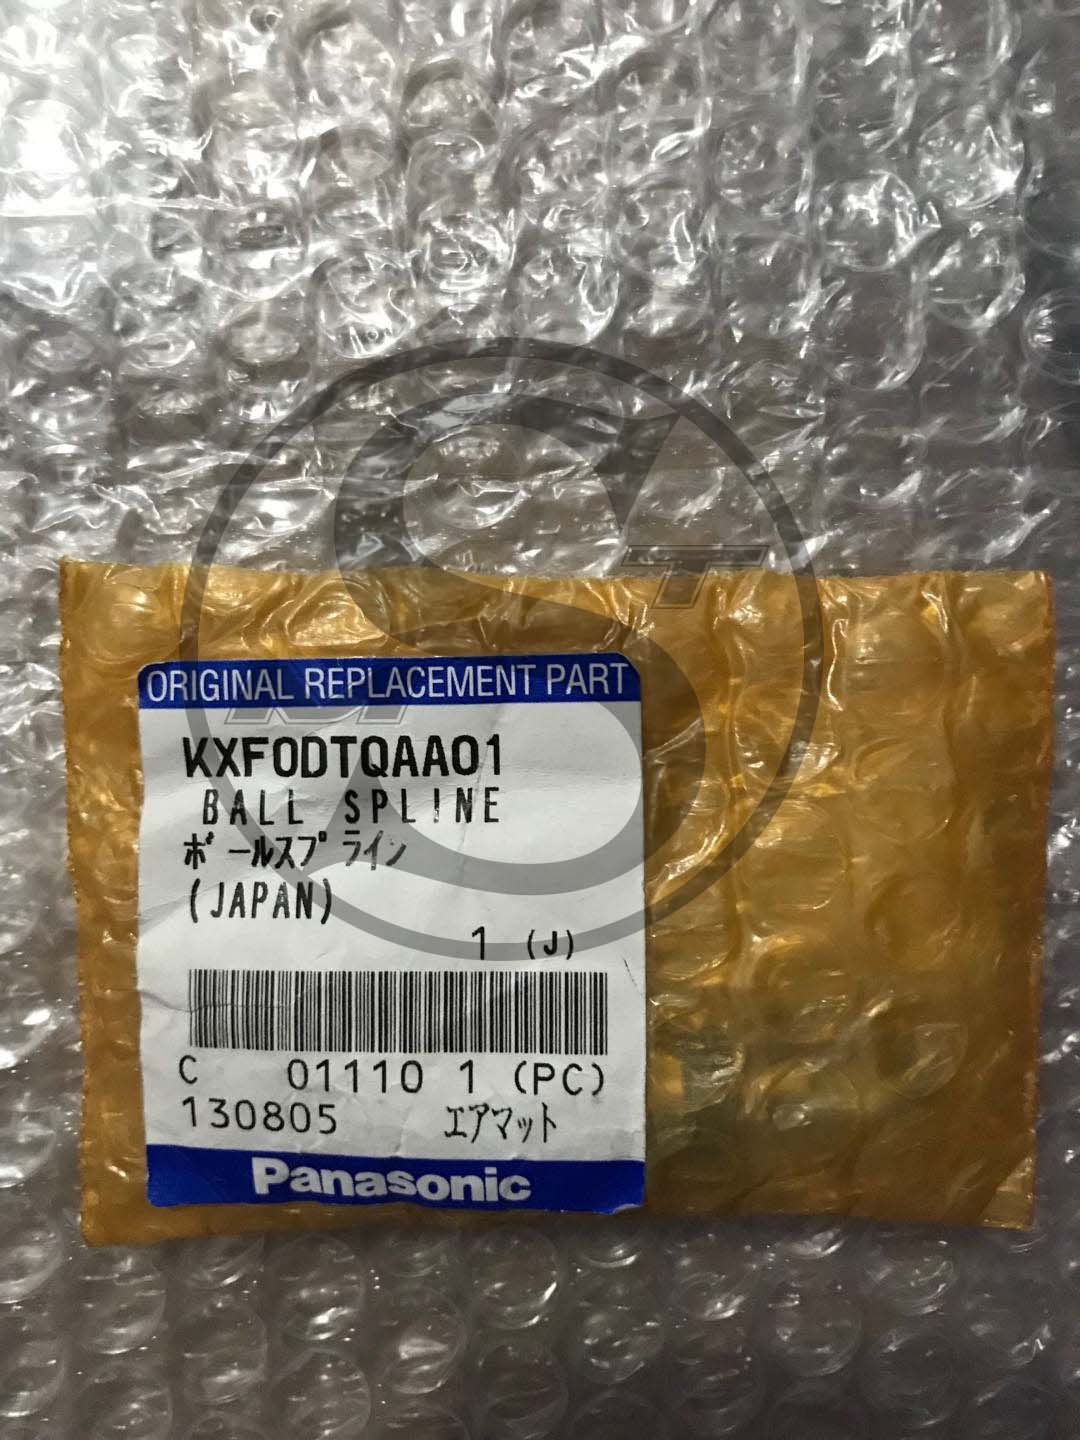 ORIGINAL REPLACEMENT PART
KXF0DTQAA01
BALL SPLINE
ボールスプライン
(JAPAN)
1 (J)
C 01110 1 (PC)
130805 エアマット
Panasonic